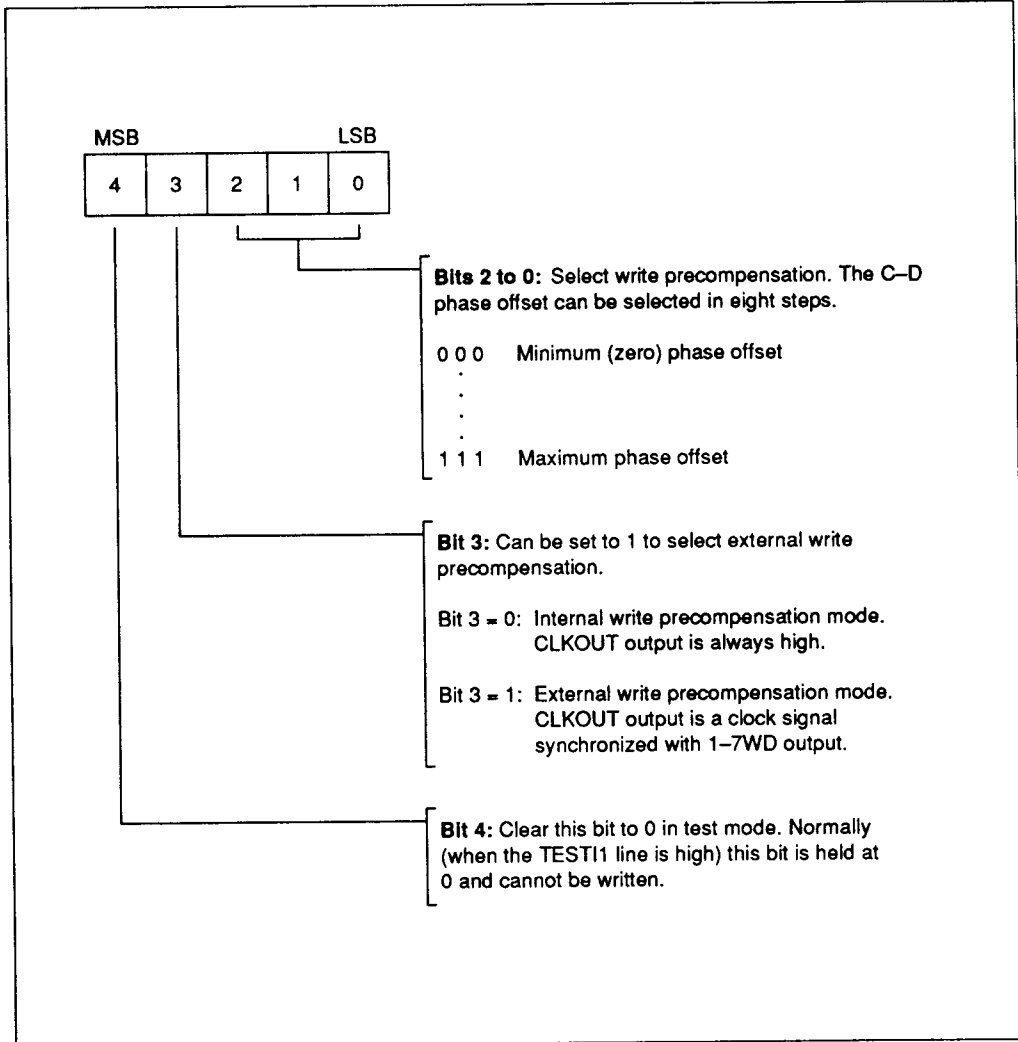 MSB LSB
4 3 2 1 0
Bits 2 to 0: Select write precompensation. The C–D
phase offset can be selected in eight steps.
0 0 0 Minimum (zero) phase offset
.
.
.
.
1 1 1 Maximum phase offset
Bit 3: Can be set to 1 to select external write
precompensation.
Bit 3 = 0: Internal write precompensation mode.
CLKOUT output is always high.
Bit 3 = 1: External write precompensation mode.
CLKOUT output is a clock signal
synchronized with 1–7WD output.
Bit 4: Clear this bit to 0 in test mode. Normally
(when the TESTI1 line is high) this bit is held at
0 and cannot be written.